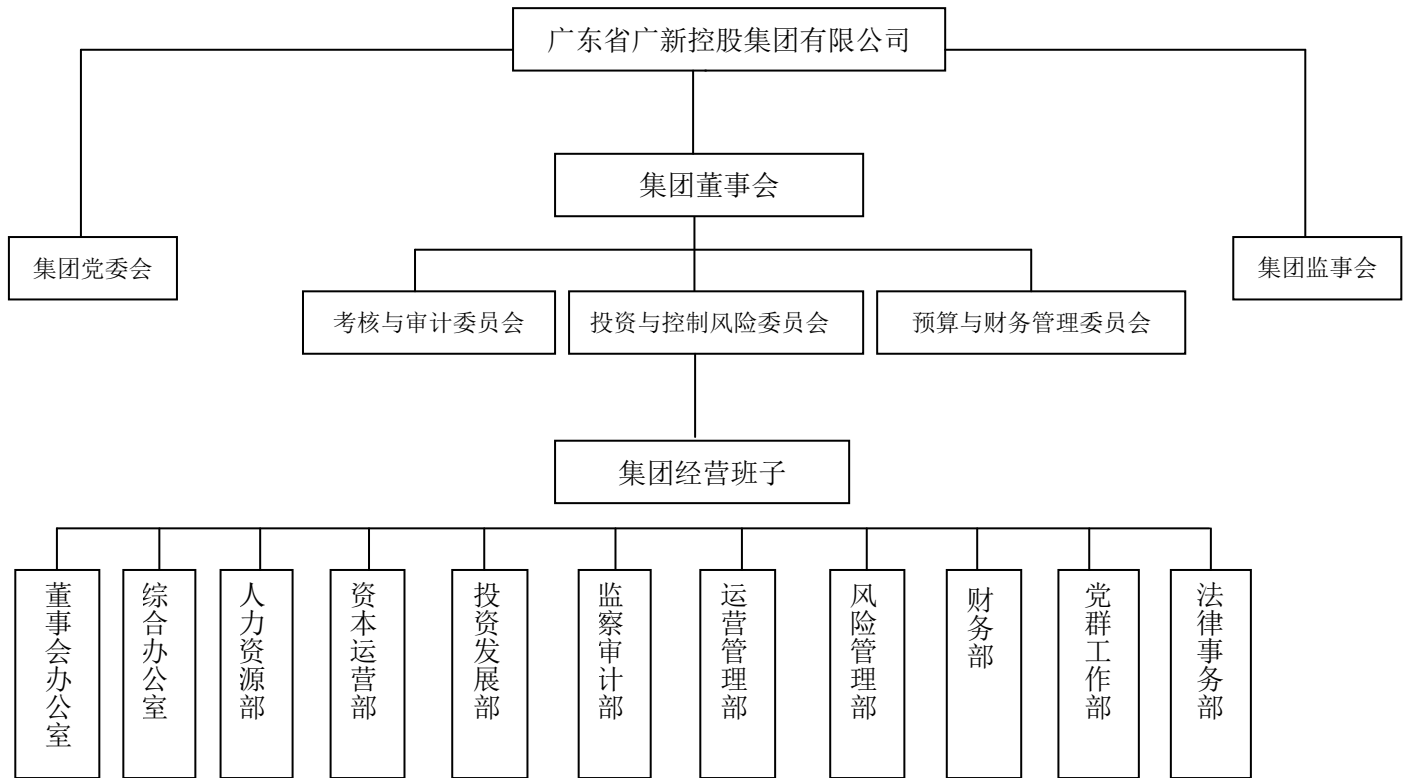 广东省广新控股集团有限公司
集团董事会
集团党委会
集团监事会
考核与审计委员会
投资与控制风险委员会
预算与财务管理委员会
集团经营班子
董事会办公室
综合办公室
人力资源部
资本运营部
投资发展部
监察审计部
运营管理部
风险管理部
财务部
党群工作部
法律事务部